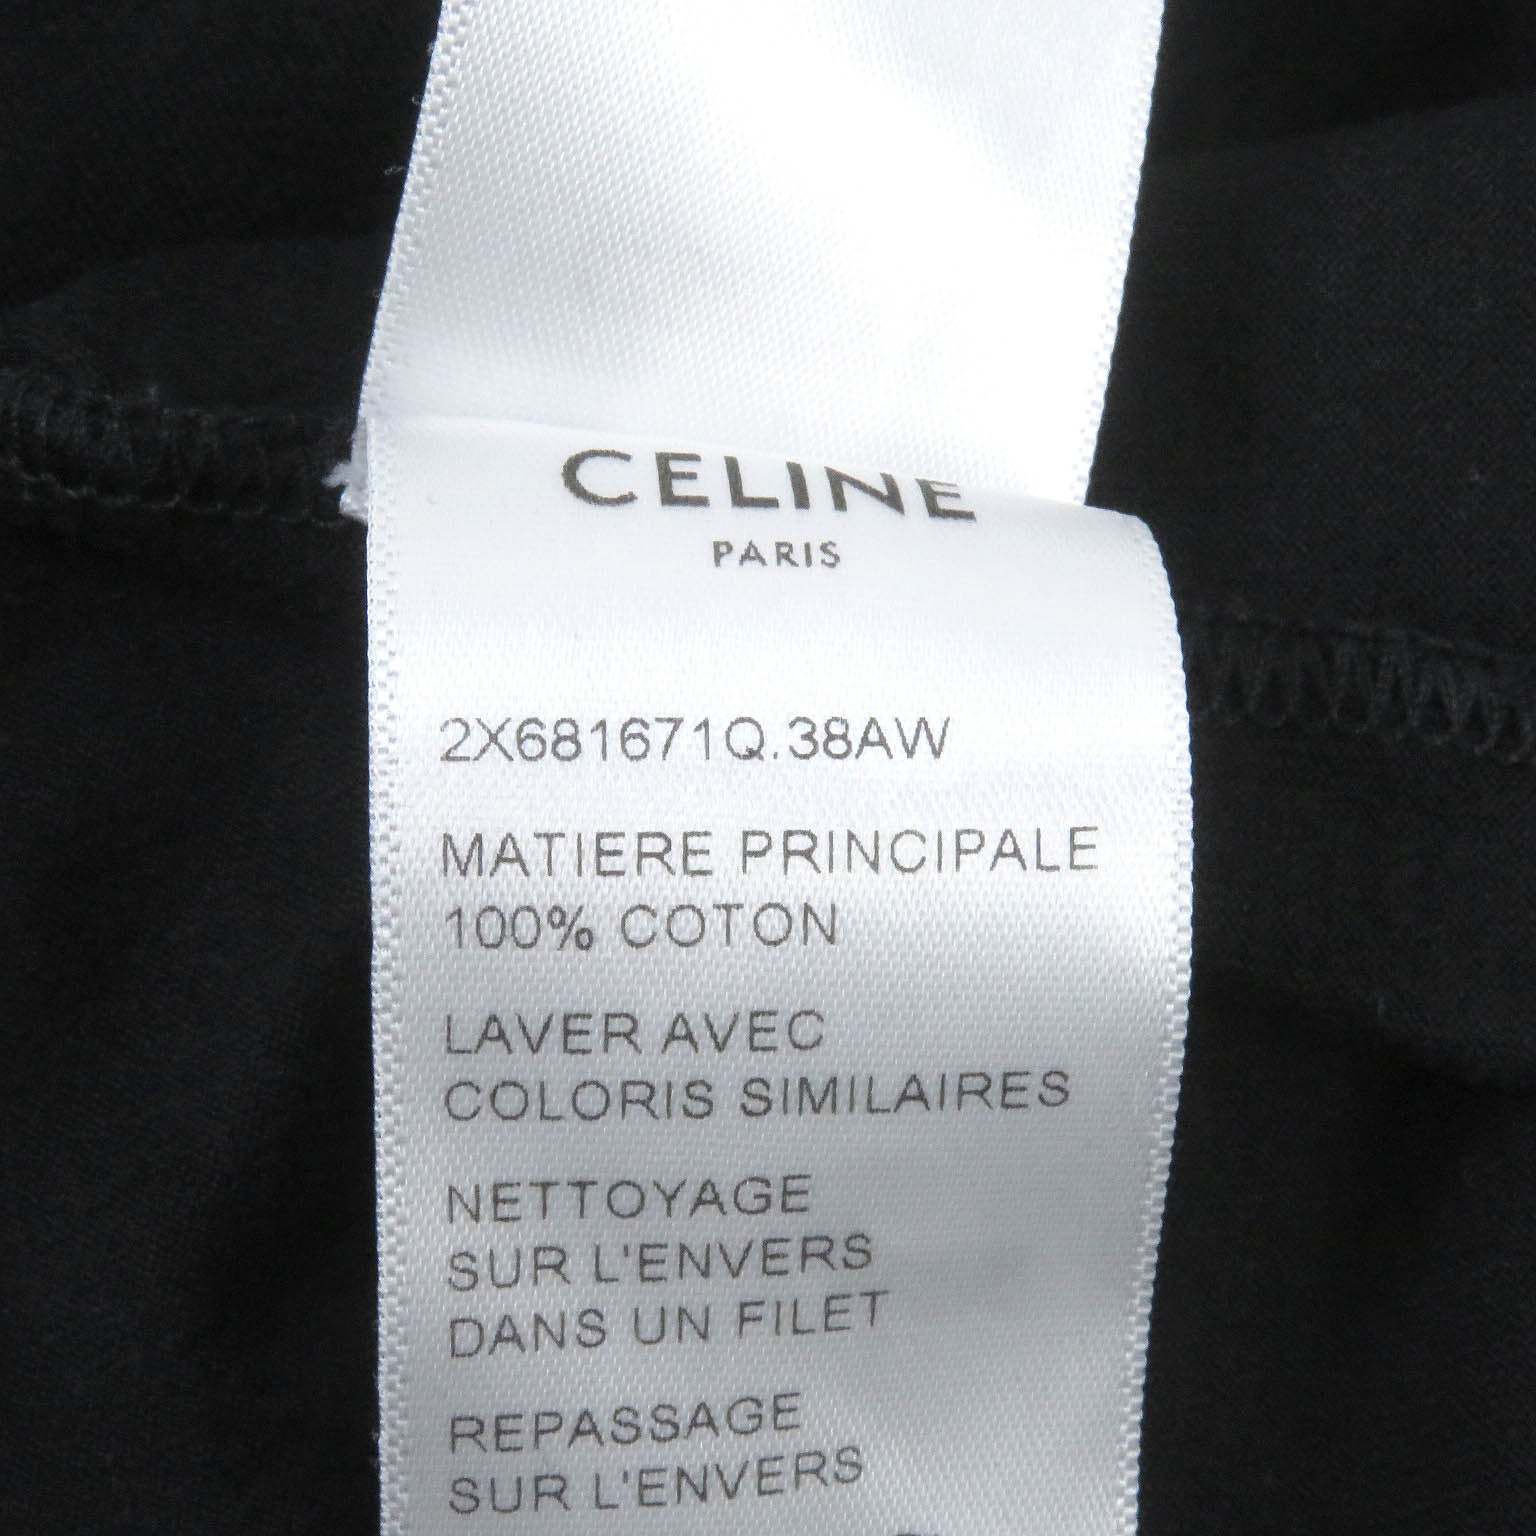 CELINE
PARIS
2X681671Q.38AW
MATIERE PRINCIPALE
100% COTON
LAVER AVEC
COLORIS SIMILAIRES
NETTOYAGE
SUR L'ENVERS
DANS UN FILET
REPASSAGE
SUR L'ENVERS